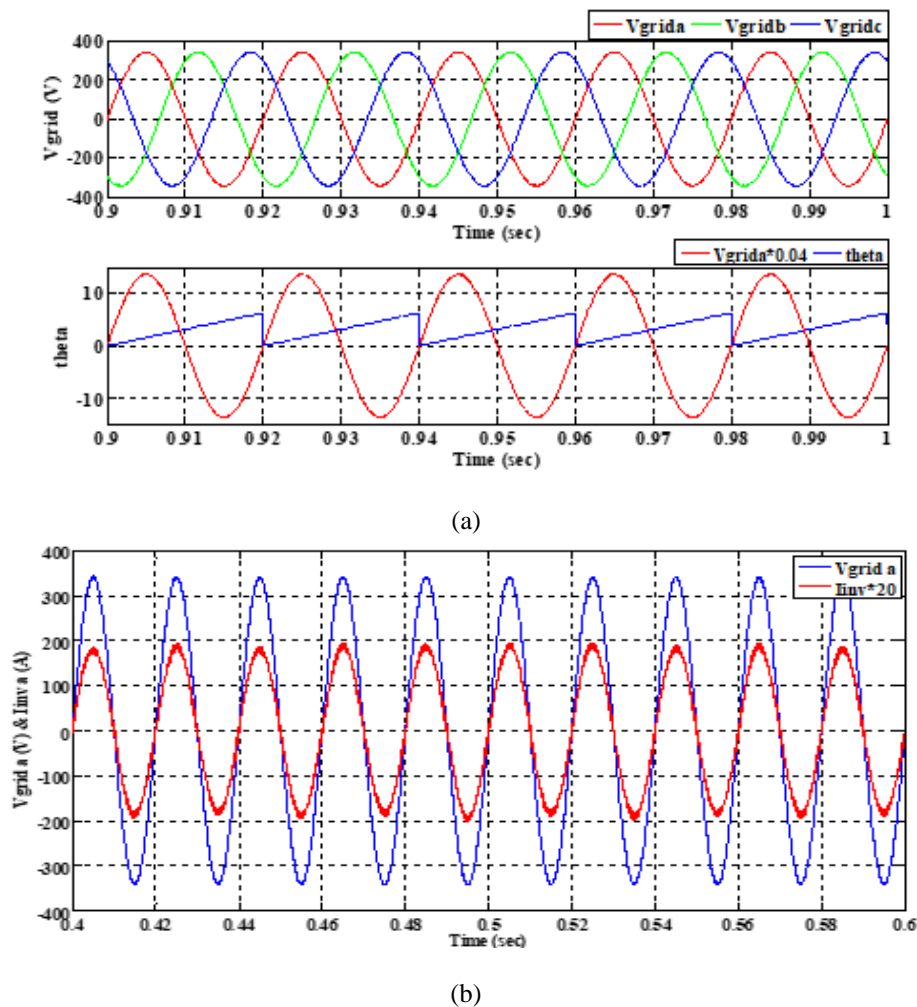 Vgrida Vgridb Vgridc
400
200
0
-200
-400
Vgrid (V)
0.9 0.91 0.92 0.93 0.94 0.95 0.96 0.97 0.98 0.99 1
Time (sec)
Vgrida*0.04 theta
10
0
-10
theta
0.9 0.91 0.92 0.93 0.94 0.95 0.96 0.97 0.98 0.99 1
Time (sec)
(a)
400
300
200
100
0
-100
-200
-300
-400
Vgrid a (V) & Iinv a (A)
Vgrid a
Iinv*20
0.4 0.42 0.44 0.46 0.48 0.5 0.52 0.54 0.56 0.58 0.6
Time (sec)
(b)